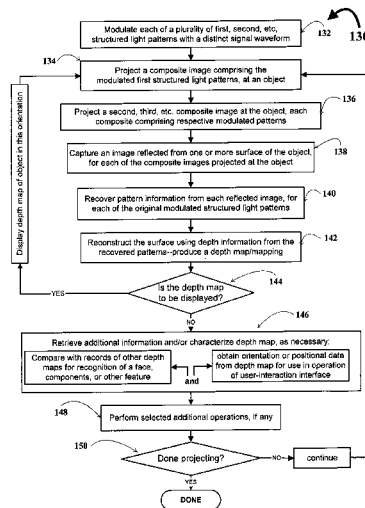 130
Modulate each of a plurality of first, second, etc,
structured light patterns with a distinct signal waveform
132
134
Project a composite image comprising the
modulated first structured light patterns, at an object
Project a second, third, etc. composite image at the object, each
composite comprising respective modulated patterns
136
Capture an image reflected from one or more surface of the object,
for each of the composite images projected at the object
138
Recover pattern information from each reflected image, for
each of the original modulated structured light patterns
140
Reconstruct the surface using depth information from the
recovered patterns--produce a depth map/mapping
142
Display depth map of object in this orientation
144
Is the depth map
to be displayed?
YES
NO
146
Retrieve additional information and/or characterize depth map, as necessary:
Compare with records of other depth
maps for recognition of a face,
components, or other feature
and
obtain orientation or positional data
from depth map for use in operation
of user-interaction interface
148
Perform selected additional operations, if any
150
Done projecting?
NO
continue
YES
DONE